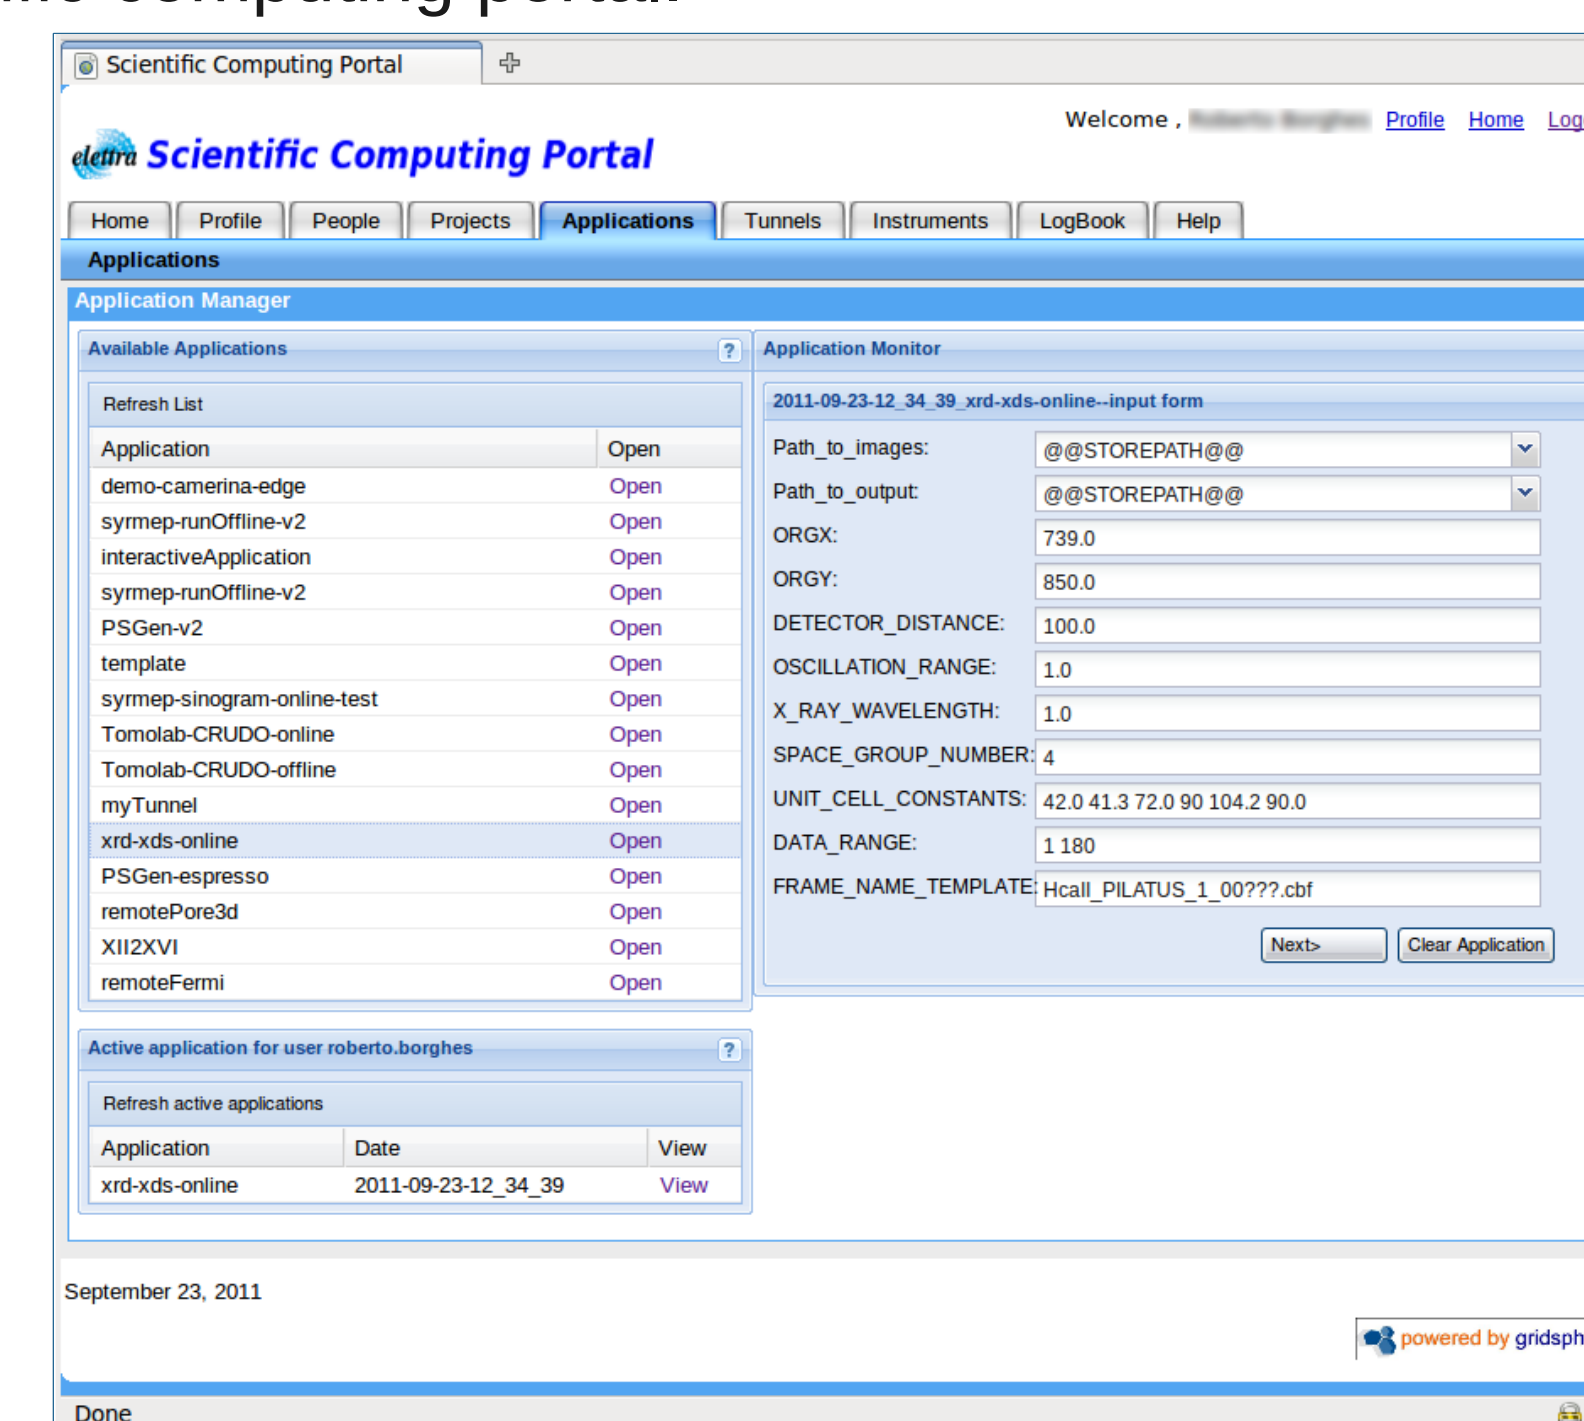 computing portal.
Scientific Computing Portal
Welcome , Profile Home
elettra Scientific Computing Portal
Home Profile People Projects Applications Tunnels Instruments LogBook Help
Applications
Application Manager
Available Applications ?
Refresh List
Application Open
demo-camerina-edge Open
syrmep-runOffline-v2 Open
interactiveApplication Open
syrmep-runOffline-v2 Open
PSGen-v2 Open
template Open
syrmep-sinogram-online-test Open
Tomolab-CRUDO-online Open
Tomolab-CRUDO-offline Open
myTunnel Open
xrd-xds-online Open
PSGen-espresso Open
remotePore3d Open
XII2XVI Open
remoteFermi Open
Application Monitor
2011-09-23-12_34_39_xrd-xds-online--input form
Path_to_images: @@STOREPATH@@
Path_to_output: @@STOREPATH@@
ORGX: 739.0
ORGY: 850.0
DETECTOR_DISTANCE: 100.0
OSCILLATION_RANGE: 1.0
X_RAY_WAVELENGTH: 1.0
SPACE_GROUP_NUMBER: 4
UNIT_CELL_CONSTANTS: 42.0 41.3 72.0 90 104.2 90.0
DATA_RANGE: 1 180
FRAME_NAME_TEMPLATE: Hcall_PILATUS_1_00???.cbf
Next> Clear Application
Active application for user roberto.borghes ?
Refresh active applications
Application Date View
xrd-xds-online 2011-09-23-12_34_39 View
September 23, 2011
powered by gridsph
Done